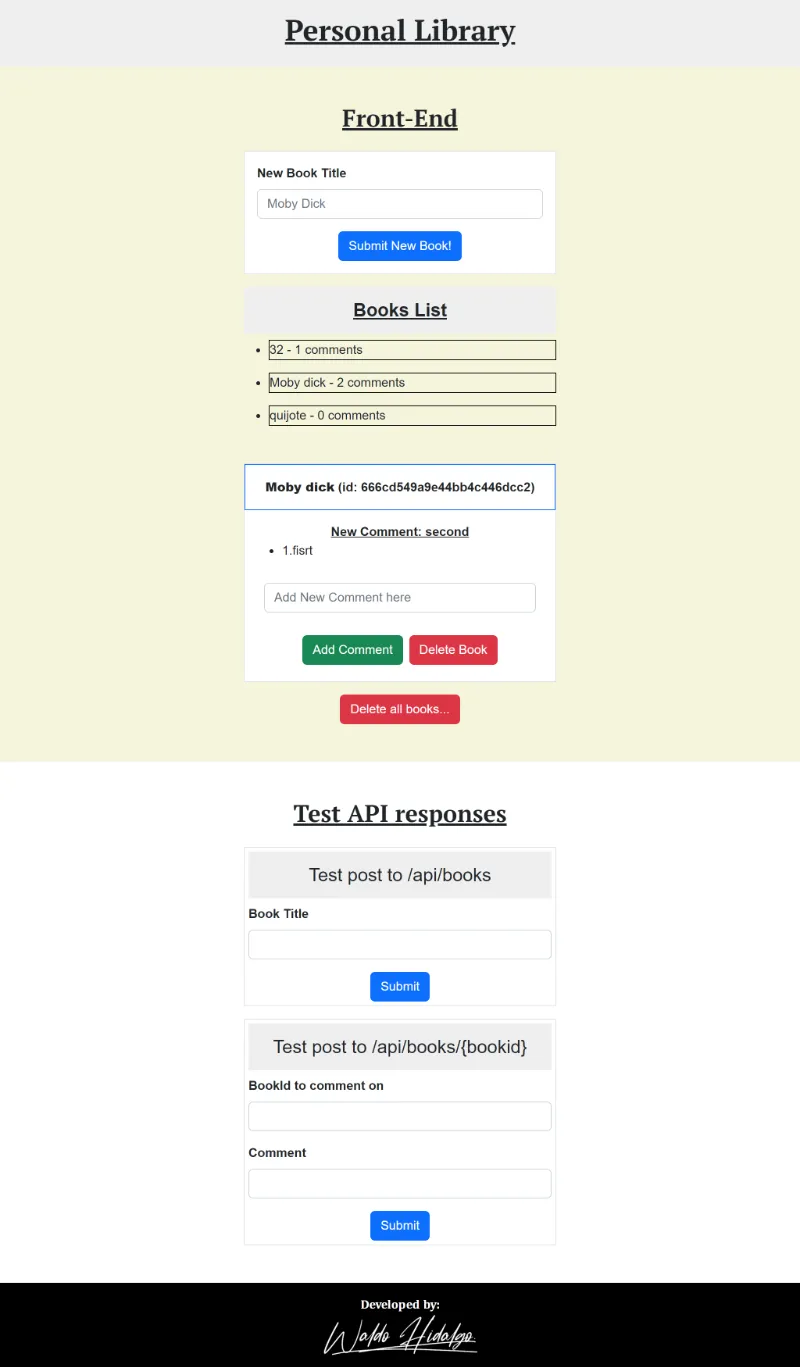 Personal Library
Front-End
New Book Title
Moby Dick
Submit New Book!
Books List
32 - 1 comments
Moby dick - 2 comments
quijote - 0 comments
Moby dick (id: 666cd549a9e44bb4c446dcc2)
New Comment: second
1.fisrt
Add New Comment here
Add Comment Delete Book
Delete all books...
Test API responses
Test post to /api/books
Book Title
Submit
Test post to /api/books/{bookid}
BookId to comment on
Comment
Submit
Developed by:
Waldo Hidalgo